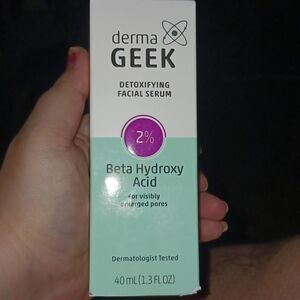 derma
GEEK
DETOXIFYING
FACIAL SERUM
2%
Beta Hydroxy
Acid
For visibly
enlarged pores
Dermatologist Tested
40 mL (1.3 FL OZ)